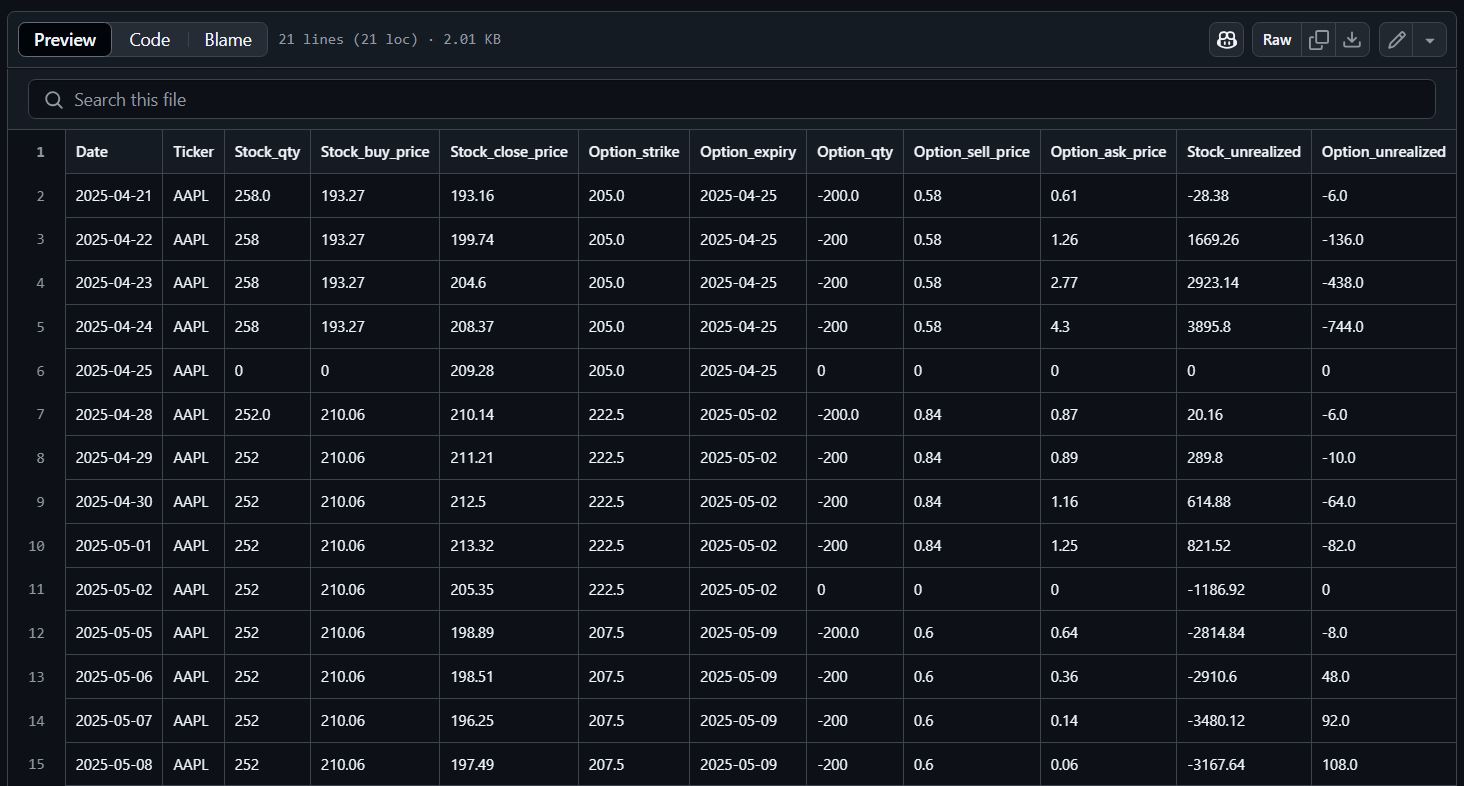 Preview Code Blame 21 lines (21 loc) · 2.01 KB Raw
Search this file
1 Date Ticker Stock_qty Stock_buy_price Stock_close_price Option_strike Option_expiry Option_qty Option_sell_price Option_ask_price Stock_unrealized Option_unrealized
2 2025-04-21 AAPL 258.0 193.27 193.16 205.0 2025-04-25 -200.0 0.58 0.61 -28.38 -6.0
3 2025-04-22 AAPL 258 193.27 199.74 205.0 2025-04-25 -200 0.58 1.26 1669.26 -136.0
4 2025-04-23 AAPL 258 193.27 204.6 205.0 2025-04-25 -200 0.58 2.77 2923.14 -438.0
5 2025-04-24 AAPL 258 193.27 208.37 205.0 2025-04-25 -200 0.58 4.3 3895.8 -744.0
6 2025-04-25 AAPL 0 0 209.28 205.0 2025-04-25 0 0 0 0 0
7 2025-04-28 AAPL 252.0 210.06 210.14 222.5 2025-05-02 -200.0 0.84 0.87 20.16 -6.0
8 2025-04-29 AAPL 252 210.06 211.21 222.5 2025-05-02 -200 0.84 0.89 289.8 -10.0
9 2025-04-30 AAPL 252 210.06 212.5 222.5 2025-05-02 -200 0.84 1.16 614.88 -64.0
10 2025-05-01 AAPL 252 210.06 213.32 222.5 2025-05-02 -200 0.84 1.25 821.52 -82.0
11 2025-05-02 AAPL 252 210.06 205.35 222.5 2025-05-02 0 0 0 -1186.92 0
12 2025-05-05 AAPL 252 210.06 198.89 207.5 2025-05-09 -200.0 0.6 0.64 -2814.84 -8.0
13 2025-05-06 AAPL 252 210.06 198.51 207.5 2025-05-09 -200 0.6 0.36 -2910.6 48.0
14 2025-05-07 AAPL 252 210.06 196.25 207.5 2025-05-09 -200 0.6 0.14 -3480.12 92.0
15 2025-05-08 AAPL 252 210.06 197.49 207.5 2025-05-09 -200 0.6 0.06 -3167.64 108.0